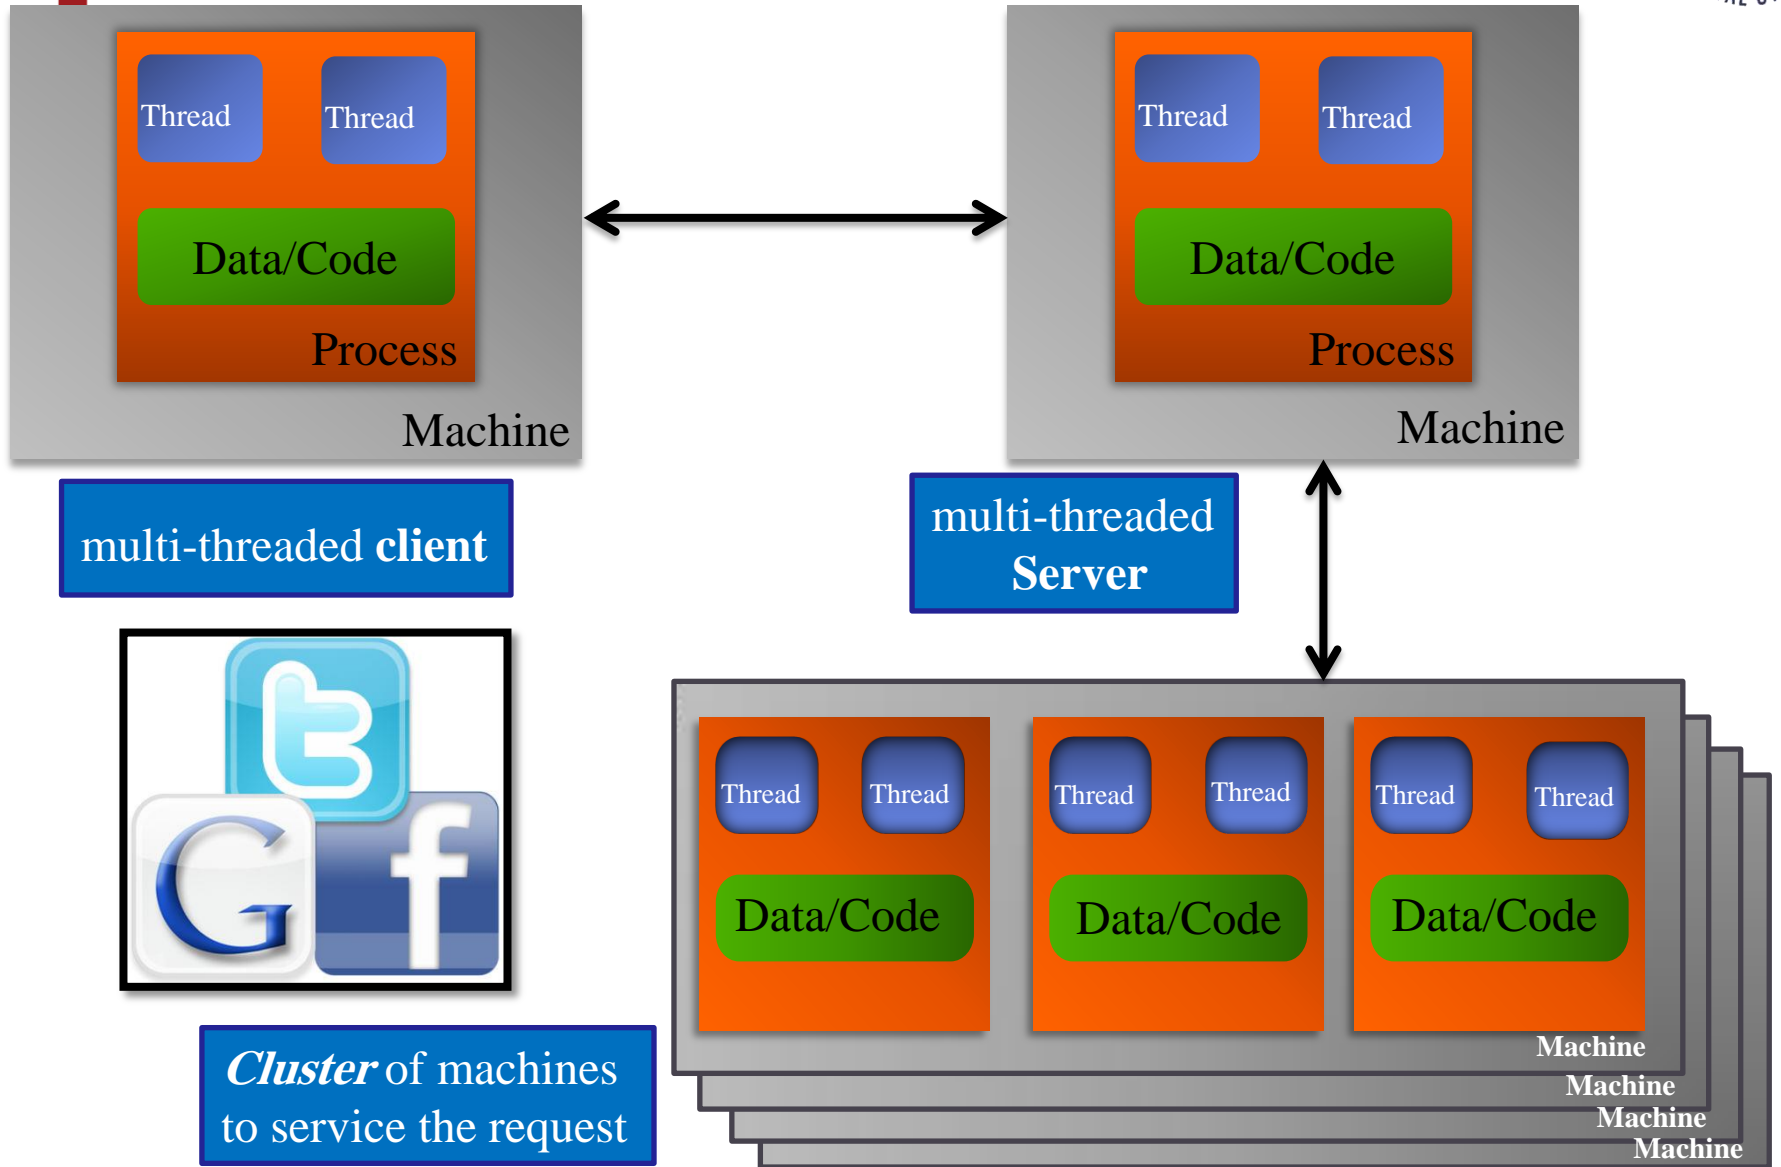 Thread
Thread
Data/Code
Process
Machine
Thread
Thread
Data/Code
Process
Machine
multi-threaded client
multi-threaded
Server
Thread
Thread
Data/Code
Thread
Thread
Data/Code
Thread
Thread
Data/Code
Machine
Machine
Machine
Machine
Cluster of machines
to service the request
t
G
f